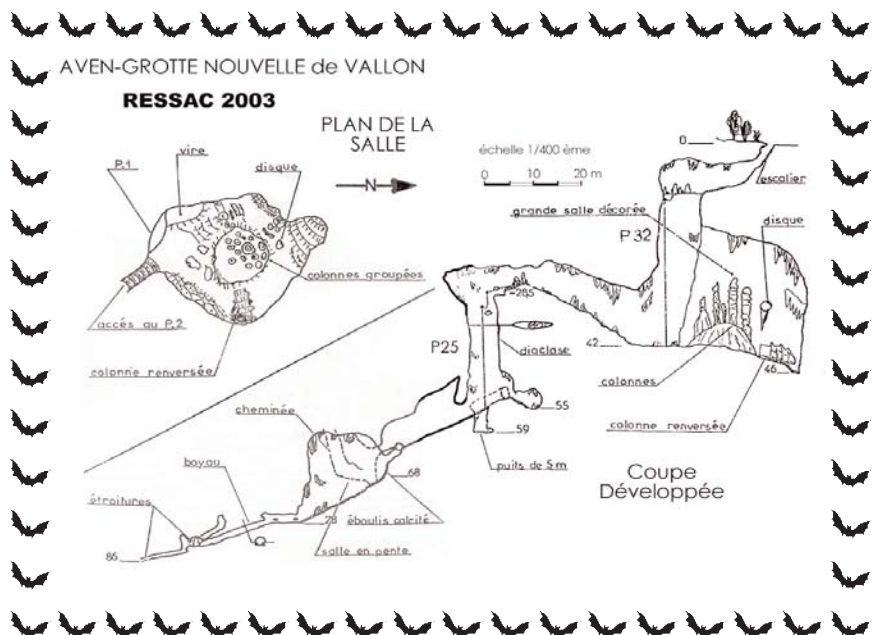 AVEN-GROTTE NOUVELLE de VALLON
RESSAC 2003
PLAN DE LA
SALLE
N
échelle 1/400 ème
0 10 20 m
P.1
vire
disque
colonnes groupées
accés au P.2
colonne renversée
0
escalier
grande salle décorée
P 32
disque
-285
P25
diaclase
42
46
colonnes
colonne renversée
55
59
puits de 5m
cheminée
68
boyau
étroitures
78
éboulis calcité
salle en pente
86
Coupe
Développée